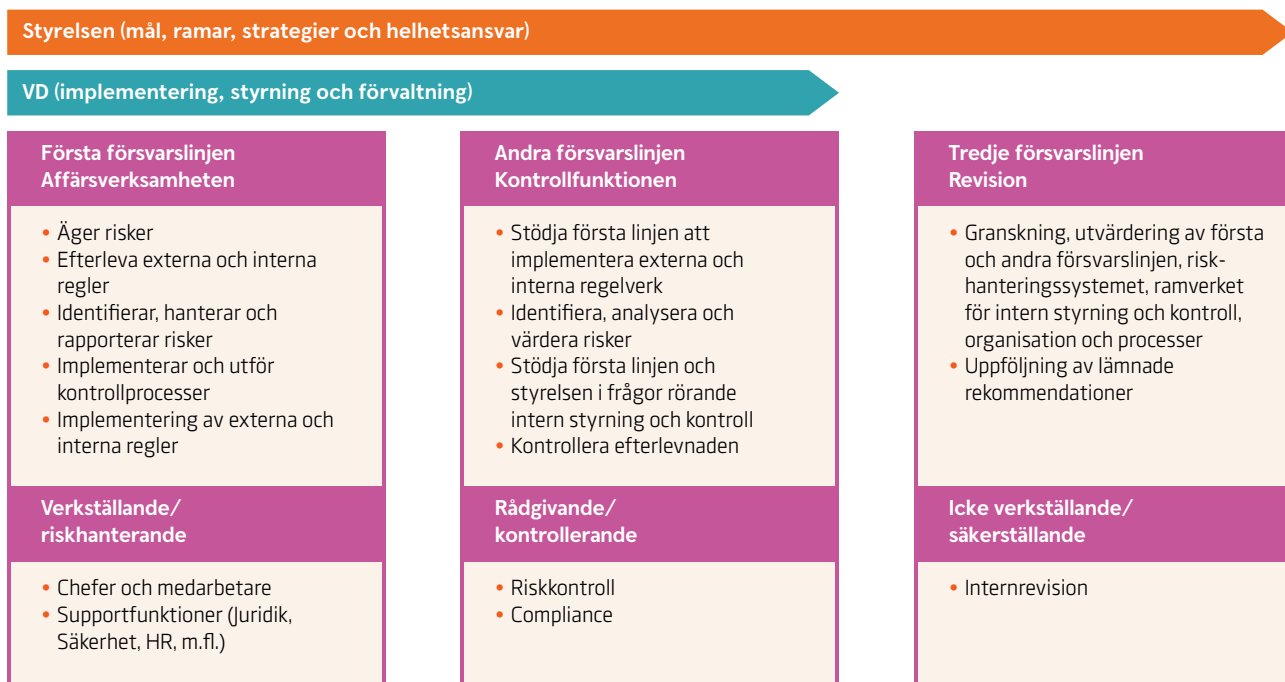 Styrelsen (mål, ramar, strategier och helhetsansvar)
VD (implementering, styrning och förvaltning)
Första försvarslinjen
Affärsverksamheten
• Äger risker
• Efterleva externa och interna
regler
• Identifierar, hanterar och
rapporterar risker
• Implementerar och utför
kontrollprocesser
• Implementering av externa och
interna regler
Verkställande/
riskhanterande
• Chefer och medarbetare
• Supportfunktioner (Juridik,
Säkerhet, HR, m.fl.)
Andra försvarslinjen
Kontrollfunktionen
• Stödja första linjen att
implementera externa och
interna regelverk
• Identifiera, analysera och
värdera risker
• Stödja första linjen och
styrelsen i frågor rörande
intern styrning och kontroll
• Kontrollera efterlevnaden
Rådgivande/
kontrollerande
• Riskkontroll
• Compliance
Tredje försvarslinjen
Revision
• Granskning, utvärdering av första
och andra försvarslinjen, risk-
hanteringssystemet, ramverket
för intern styrning och kontroll,
organisation och processer
• Uppföljning av lämnade
rekommendationer
Icke verkställande/
säkerställande
• Internrevision